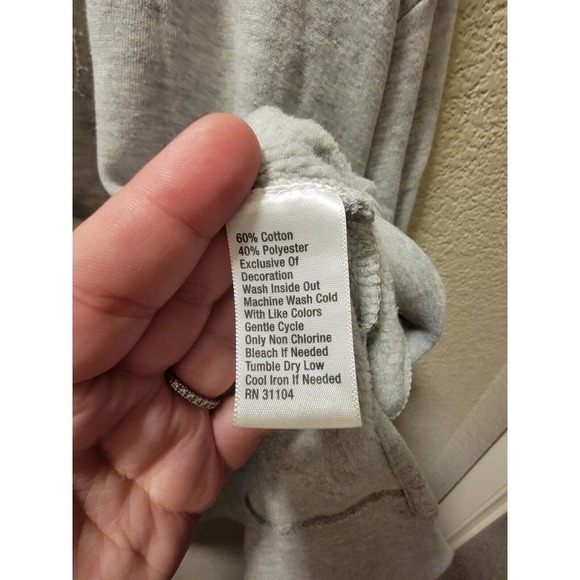 60% Cotton
40% Polyester
Exclusive Of
Decoration
Wash Inside Out
Machine Wash Cold
With Like Colors
Gentle Cycle
Only Non Chlorine
Bleach If Needed
Tumble Dry Low
Cool Iron If Needed
RN 31104